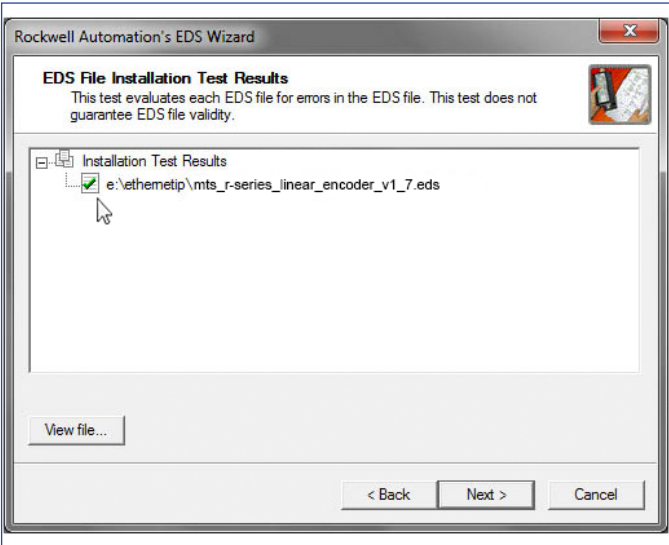 Rockwell Automation's EDS Wizard
EDS File Installation Test Results
This test evaluates each EDS file for errors in the EDS file. This test does not
guarantee EDS file validity.
Installation Test Results
e:\ethernetip\mts_r-series_linear_encoder_v1_7.eds
View file...
< Back
Next >
Cancel